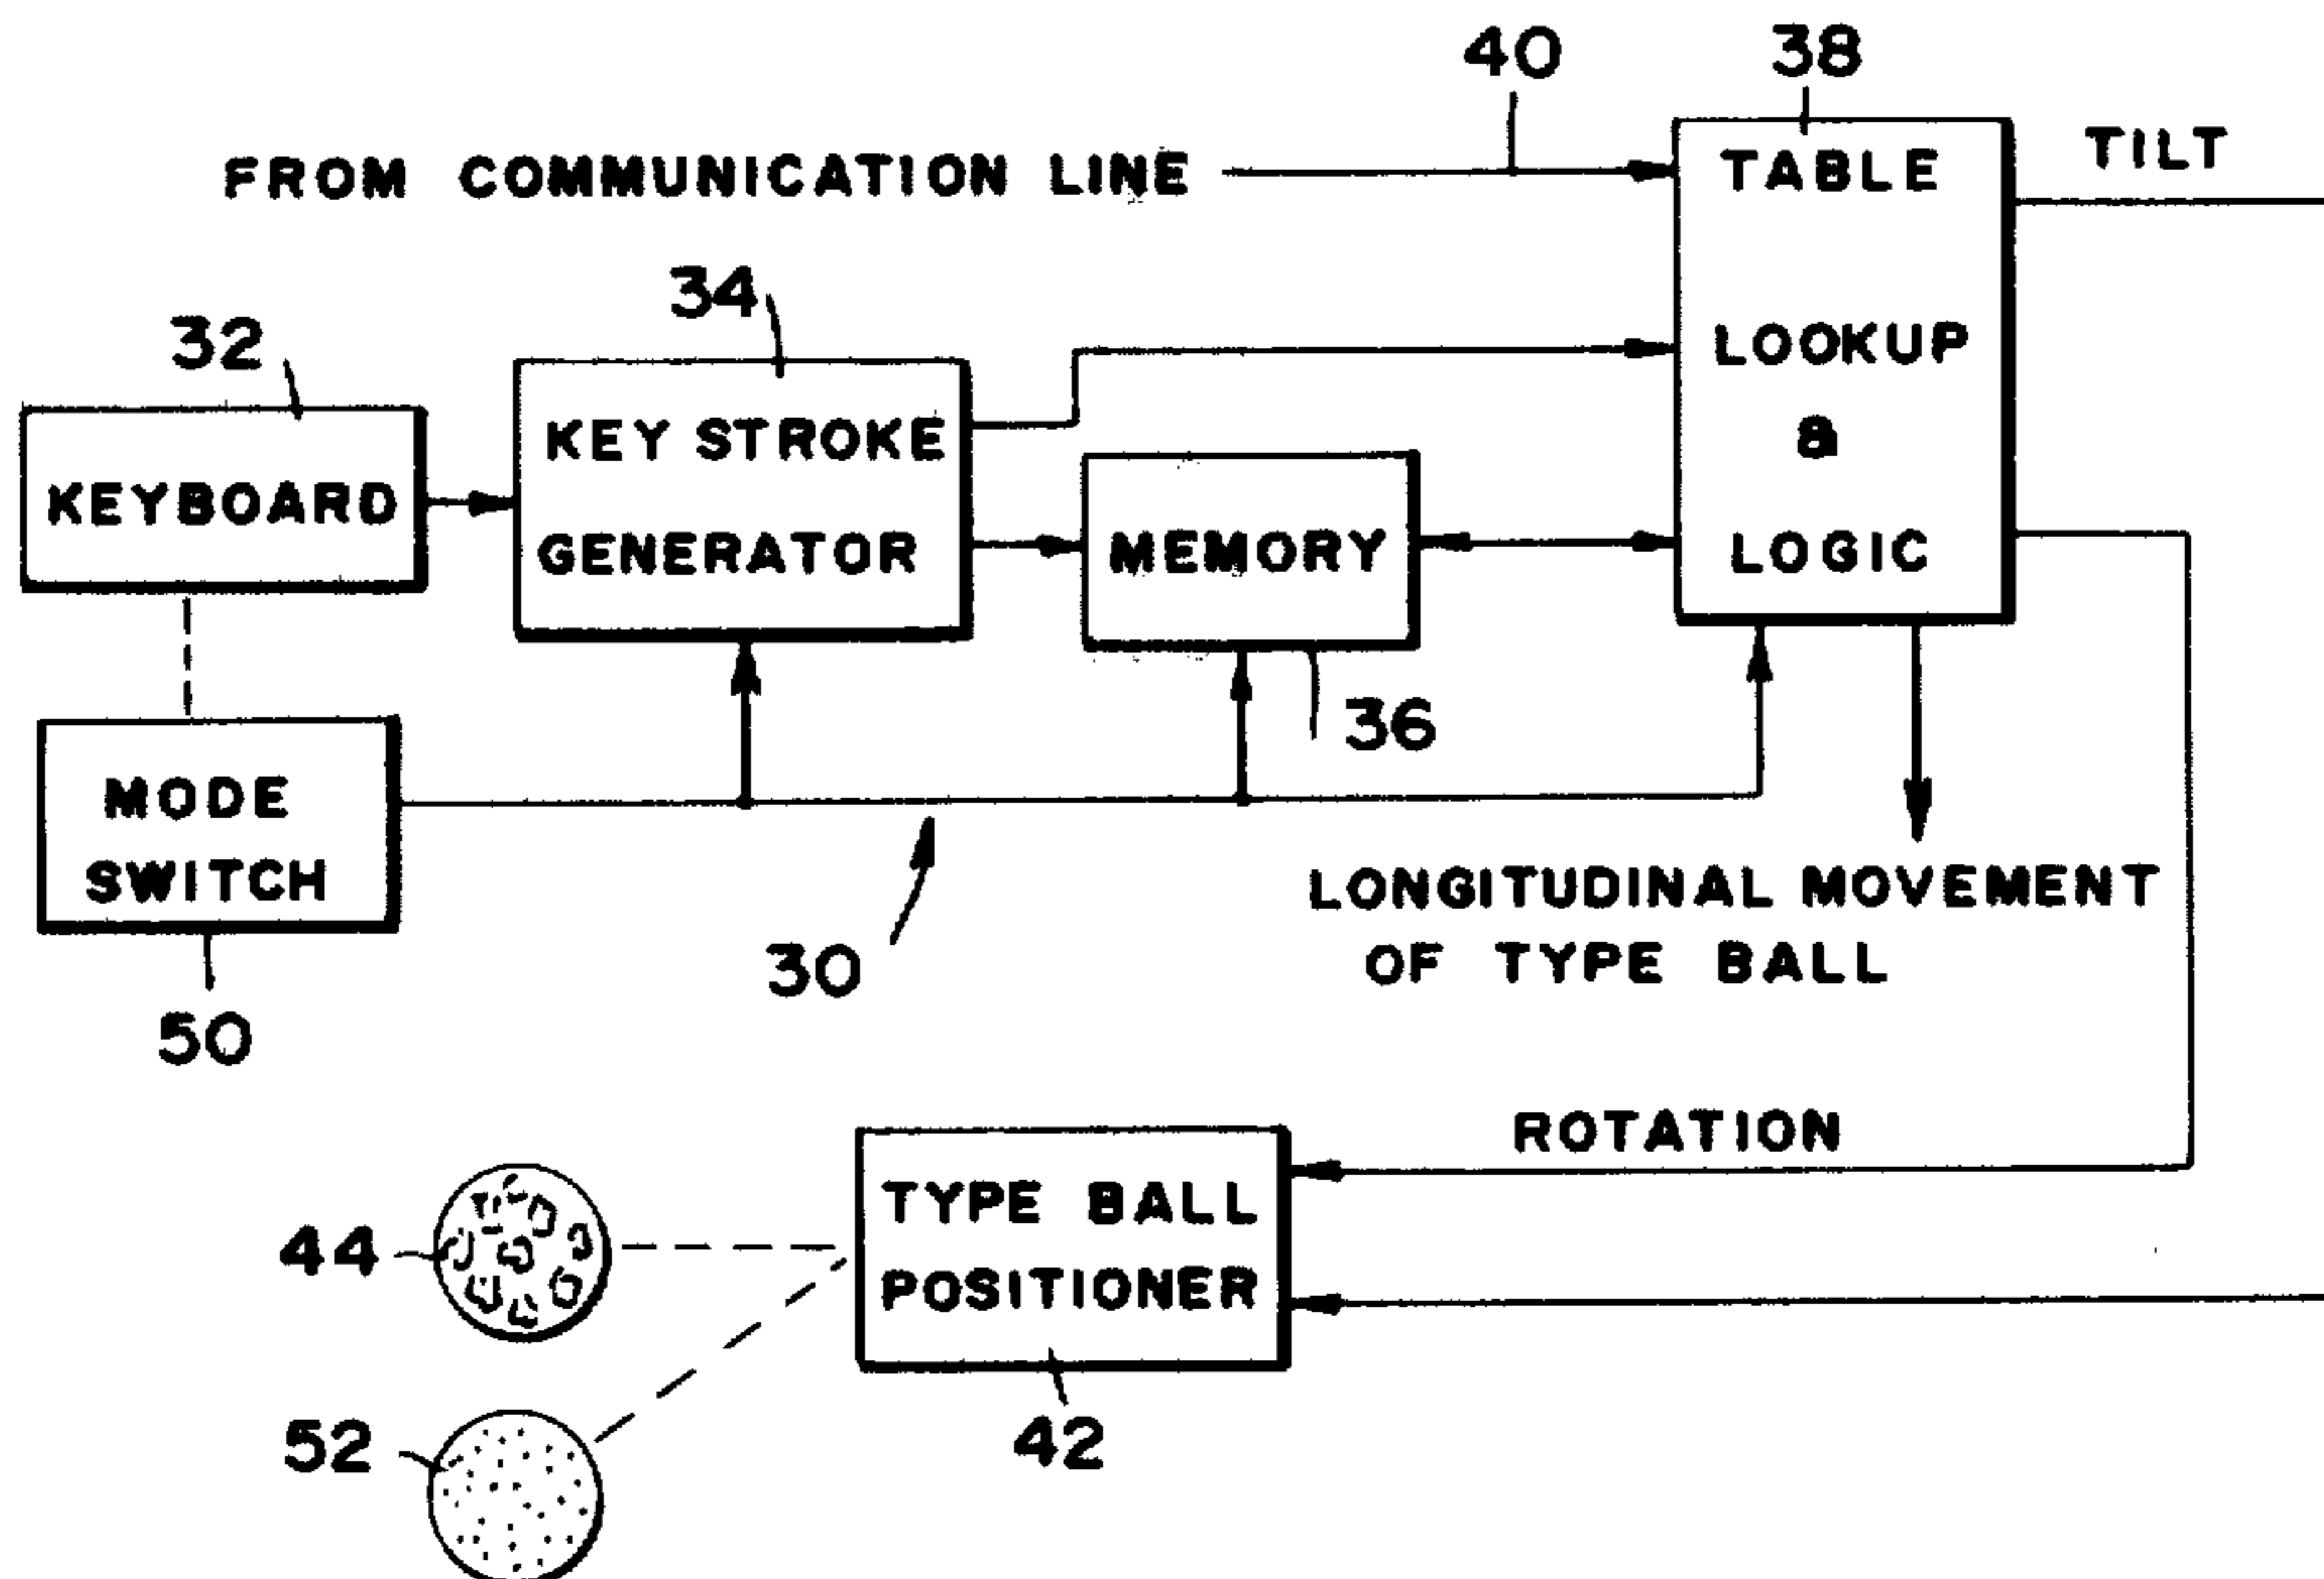 40
38
FROM COMMUNICATION LINE
TABLE
LOOKUP
&
LOGIC
TILT
34
32
KEY STROKE
GENERATOR
KEYBOARD
MEMORY
36
MODE
SWITCH
30
LONGITUDINAL MOVEMENT
OF TYPE BALL
50
ROTATION
TYPE BALL
POSITIONER
44
52
42